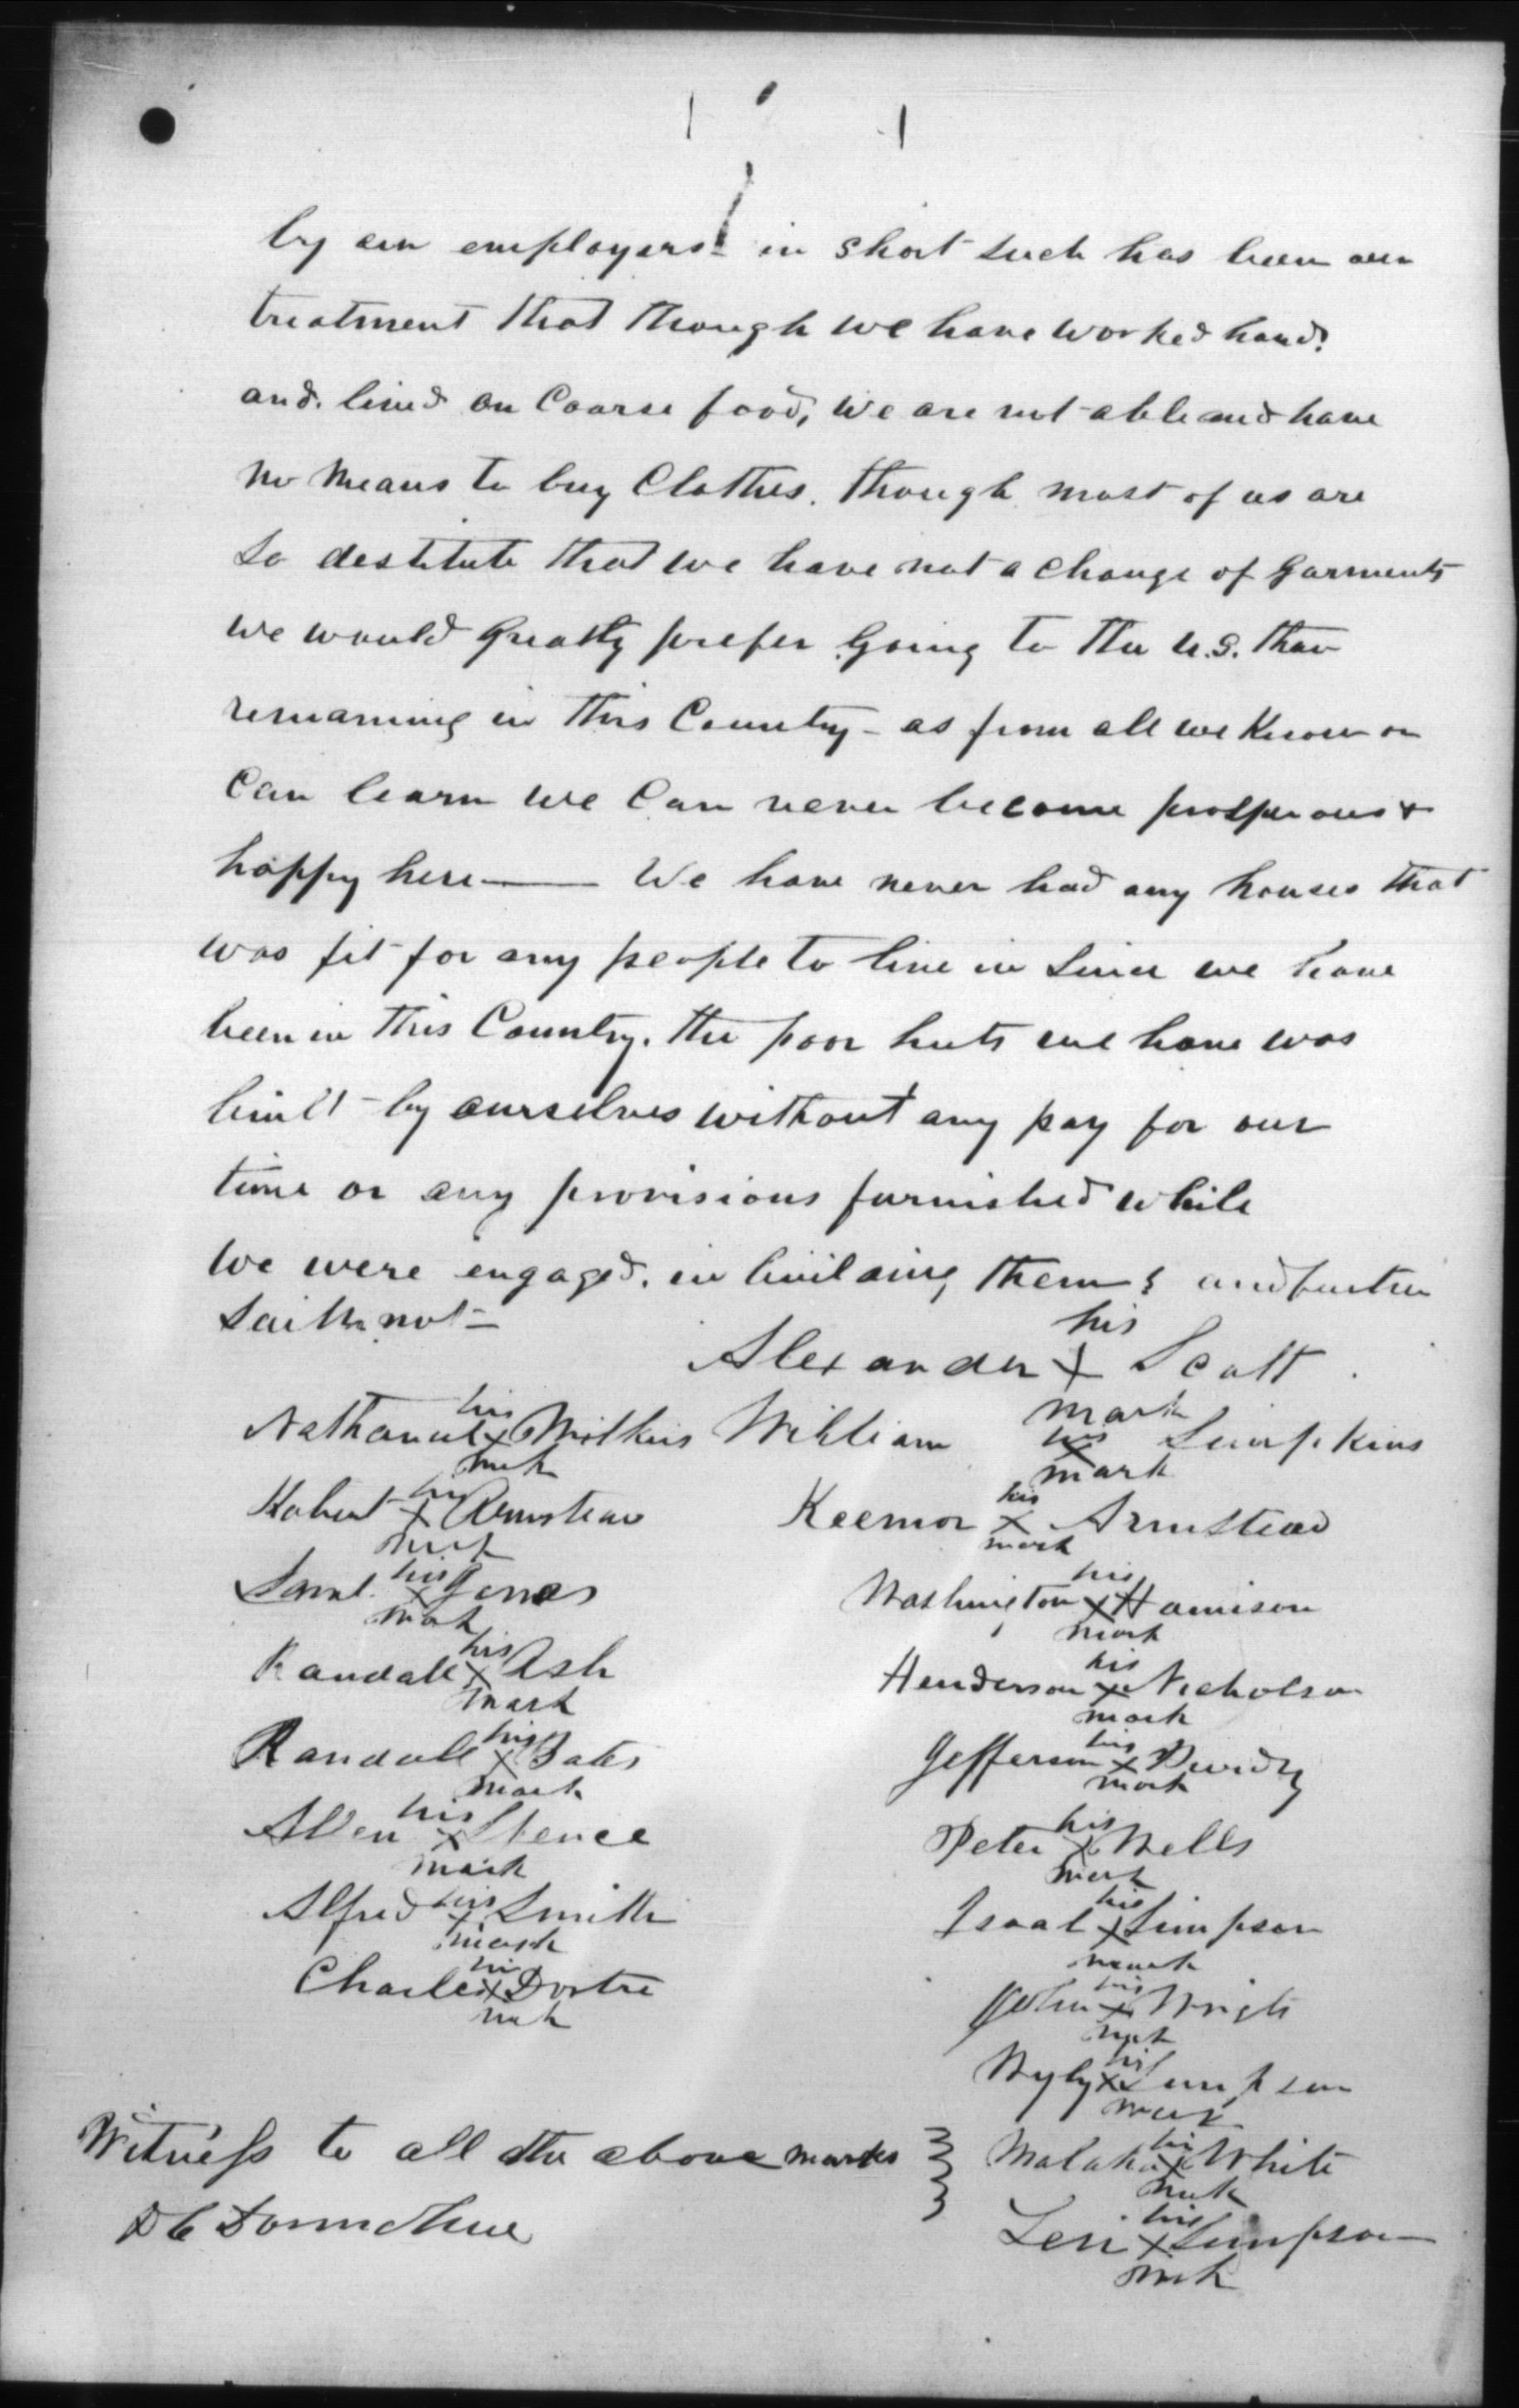 by our employers - in short such has been our
treatment that though we have worked hard.
and. lived on Coarse food, We are not able and have
no means to buy Clothes. though most of us are
so destitute that we have not a change of garments
we would greatly prefer going to the U.S. than
remaining in this Country - as from all we Know or
Can learn we Can never become prosperous &
happy here — We have never had any houses that
was fit for any people to live in since we have
been in this Country. the poor huts we have was
built - by ourselves without any pay for our
time or any provisions furnished while
We were engaged. in building them & and further
saith not -
his
Alexander X Scott
mark
his
Nathaniel X Wilkins
mark
his
William X Simpkins
mark
his
Robert X Armstead
mark
his
Keemor X Armstead
mark
his
Saml. X Jones
mark
his
Washington X Harrison
mark
his
Randall X Ash
mark
his
Henderson X Nicholson
mark
his
Randall X Bates
mark
his
Jefferson X
mark
his
Allen X Spence
mark
his
Peter X Wells
mark
his
Alfred X Smith
mark
his
Isaac X Simpson
mark
his
Charles X
mark
his
John X Wright
mark
his
Wyly X Simpson
mark
Witness to all the above marks
his
White
mark
D C Donnohue
his
Levi X Simpson
mark